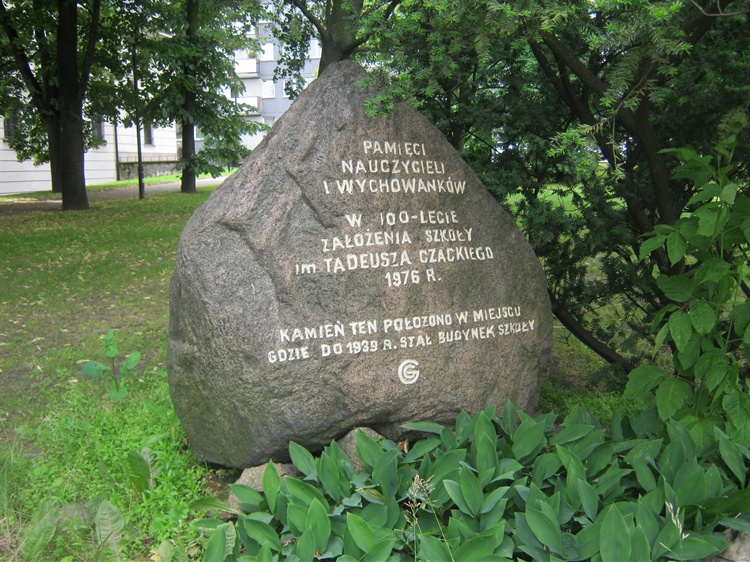 PAMIĘCI
NAUCZYCIELI
I WYCHOWANKÓW
W 100-LECIE
ZAŁOŻENIA SZKOŁY
im TADEUSZA CZACKIEGO
1976 R.
KAMIEŃ TEN POŁOŻONO W MIEJSCU
GDZIE DO 1939 R. STAŁ BUDYNEK SZKOŁY